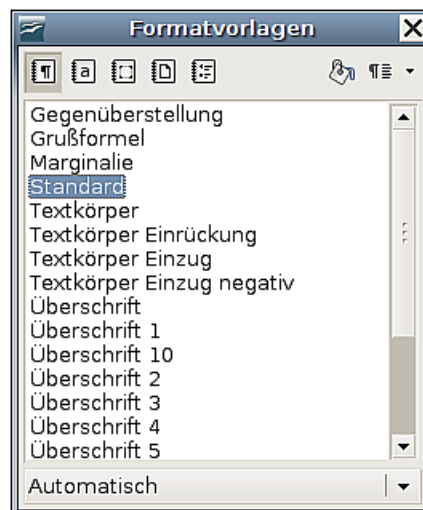 Formatvorlagen
Gegenüberstellung
Grußformel
Marginalie
Standard
Textkörper
Textkörper Einrückung
Textkörper Einzug
Textkörper Einzug negativ
Überschrift
Überschrift 1
Überschrift 10
Überschrift 2
Überschrift 3
Überschrift 4
Überschrift 5
Automatisch